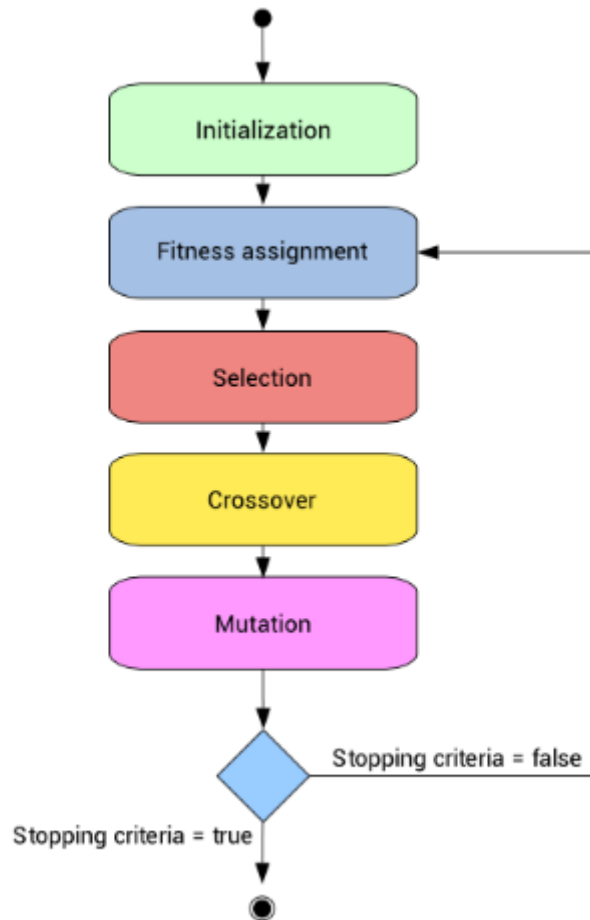 Initialization
Fitness assignment
Selection
Crossover
Mutation
Stopping criteria = false
Stopping criteria = true